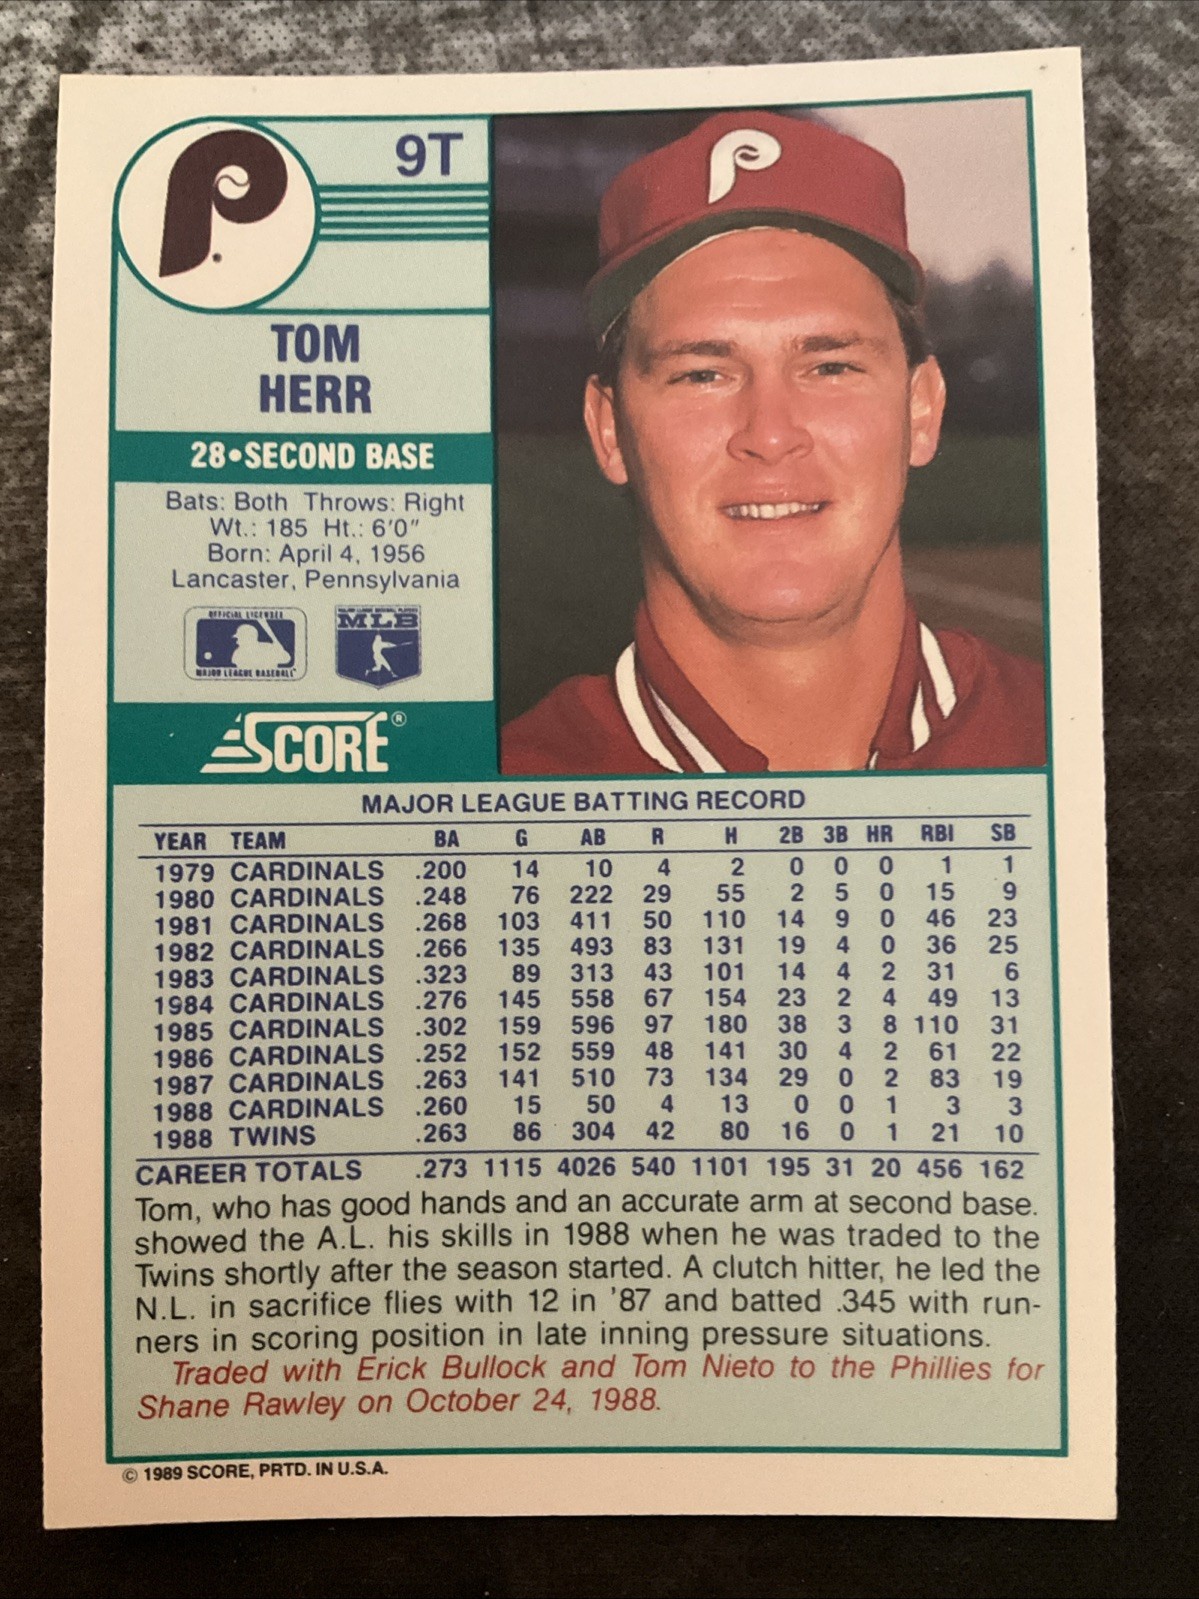 9T
TOM
HERR
28•SECOND BASE
Bats: Both Throws: Right
Wt.: 185 Ht.: 6'0"
Born: April 4, 1956
Lancaster, Pennsylvania
OFFICIAL LICENSEE
MAJOR LEAGUE BASEBALL
MAJOR LEAGUE BASEBALL PLAYERS
MLB
SCORE®
MAJOR LEAGUE BATTING RECORD
YEAR TEAM BA G AB R H 2B 3B HR RBI SB
1979 CARDINALS .200 14 10 4 2 0 0 0 1 1
1980 CARDINALS .248 76 222 29 55 2 5 0 15 9
1981 CARDINALS .268 103 411 50 110 14 9 0 46 23
1982 CARDINALS .266 135 493 83 131 19 4 0 36 25
1983 CARDINALS .323 89 313 43 101 14 4 2 31 6
1984 CARDINALS .276 145 558 67 154 23 2 4 49 13
1985 CARDINALS .302 159 596 97 180 38 3 8 110 31
1986 CARDINALS .252 152 559 48 141 30 4 2 61 22
1987 CARDINALS .263 141 510 73 134 29 0 2 83 19
1988 CARDINALS .260 15 50 4 13 0 0 1 3 3
1988 TWINS .263 86 304 42 80 16 0 1 21 10
CAREER TOTALS .273 1115 4026 540 1101 195 31 20 456 162
Tom, who has good hands and an accurate arm at second base.
showed the A.L. his skills in 1988 when he was traded to the
Twins shortly after the season started. A clutch hitter, he led the
N.L. in sacrifice flies with 12 in '87 and batted .345 with run-
ners in scoring position in late inning pressure situations.
Traded with Erick Bullock and Tom Nieto to the Phillies for
Shane Rawley on October 24, 1988.
© 1989 SCORE, PRTD. IN U.S.A.